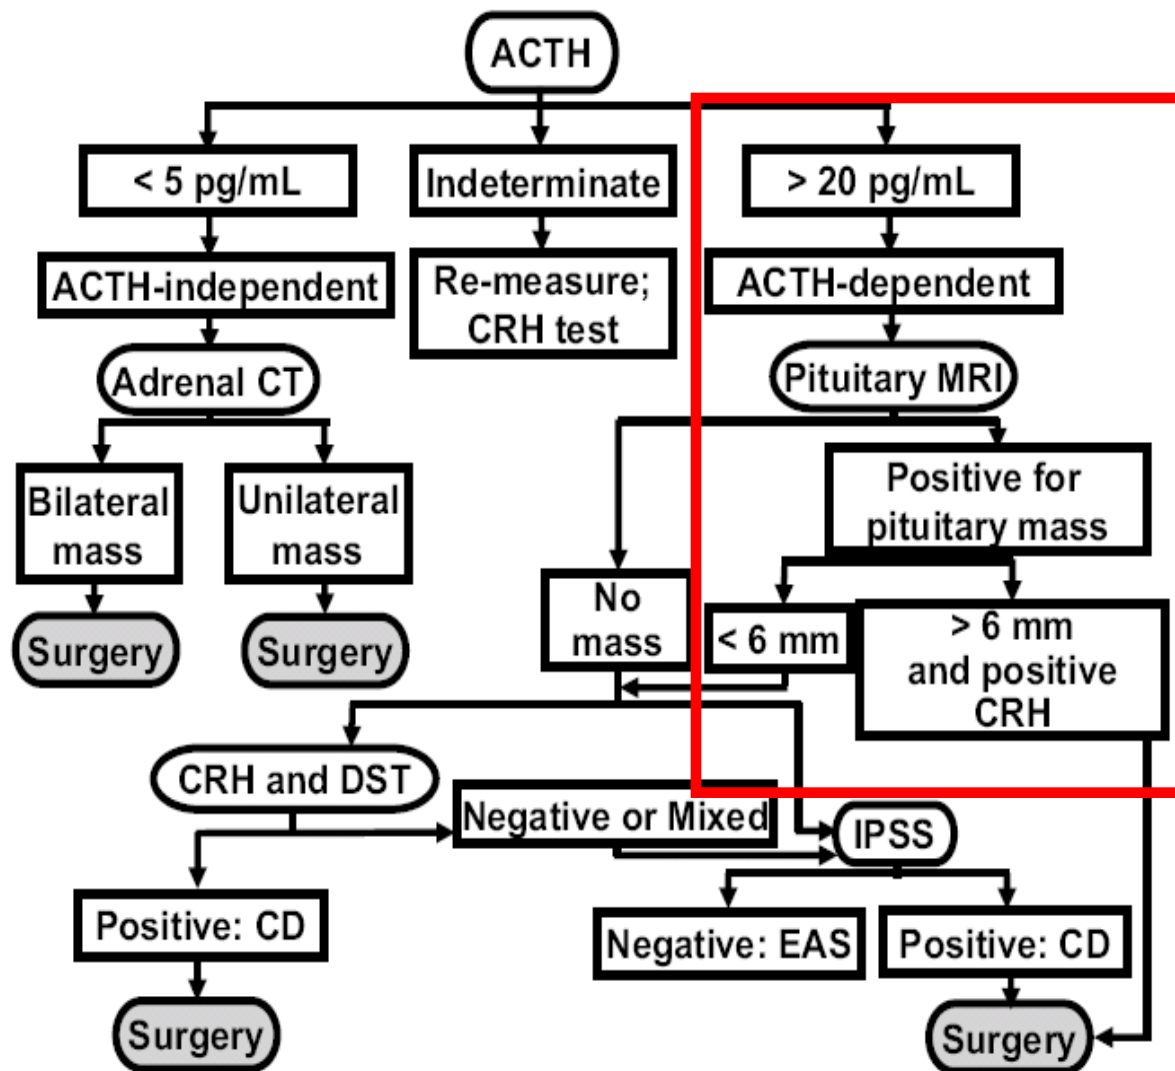 ACTH
< 5 pg/mL
Indeterminate
> 20 pg/mL
ACTH-independent
Re-measure;
CRH test
ACTH-dependent
Adrenal CT
Pituitary MRI
Bilateral
mass
Unilateral
mass
Positive for
pituitary mass
Surgery
Surgery
No
mass
< 6 mm
> 6 mm
and positive
CRH
CRH and DST
Negative or Mixed
IPSS
Positive: CD
Negative: EAS
Positive: CD
Surgery
Surgery